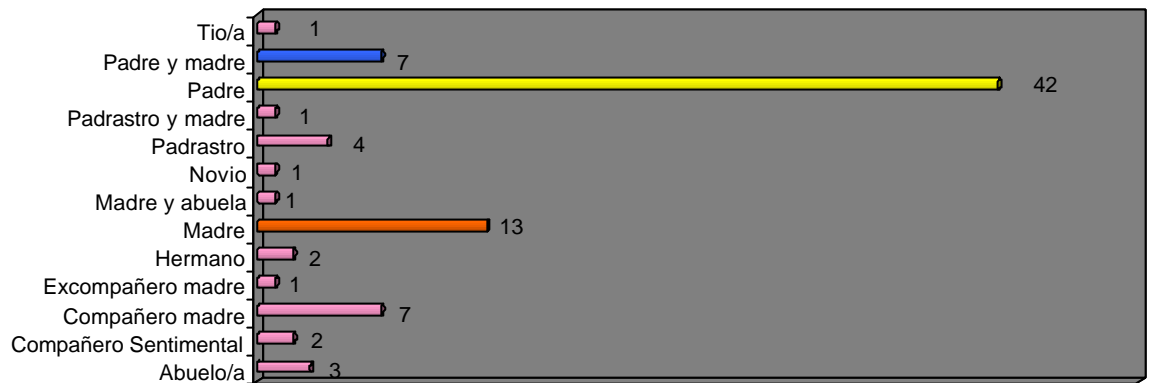 Tio/a 1
Padre y madre 7
Padre 42
Padrastro y madre 1
Padrastro 4
Novio 1
Madre y abuela 1
Madre 13
Hermano 2
Excompañero madre 1
Compañero madre 7
Compañero Sentimental 2
Abuelo/a 3